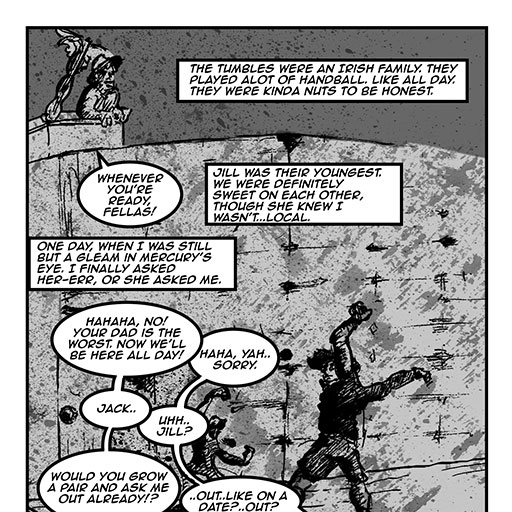 THE TUMBLES WERE AN IRISH FAMILY. THEY
PLAYED ALOT OF HANDBALL. LIKE ALL DAY.
THEY WERE KINDA NUTS TO BE HONEST.
WHENEVER
YOU'RE
READY,
FELLAS!
JILL WAS THEIR YOUNGEST.
WE WERE DEFINITELY
SWEET ON EACH OTHER,
THOUGH SHE KNEW I
WASN'T...LOCAL.
ONE DAY, WHEN I WAS STILL
BUT A GLEAM IN MERCURY'S
EYE. I FINALLY ASKED
HER-ERR, OR SHE ASKED ME.
HAHAHA, NO!
YOUR DAD IS THE
WORST. NOW WE'LL
BE HERE ALL DAY!
HAHA, YAH..
SORRY.
JACK..
UHH..
JILL?
WOULD YOU GROW
A PAIR AND ASK ME
OUT ALREADY!?
..OUT..LIKE ON A
DATE?..OUT?